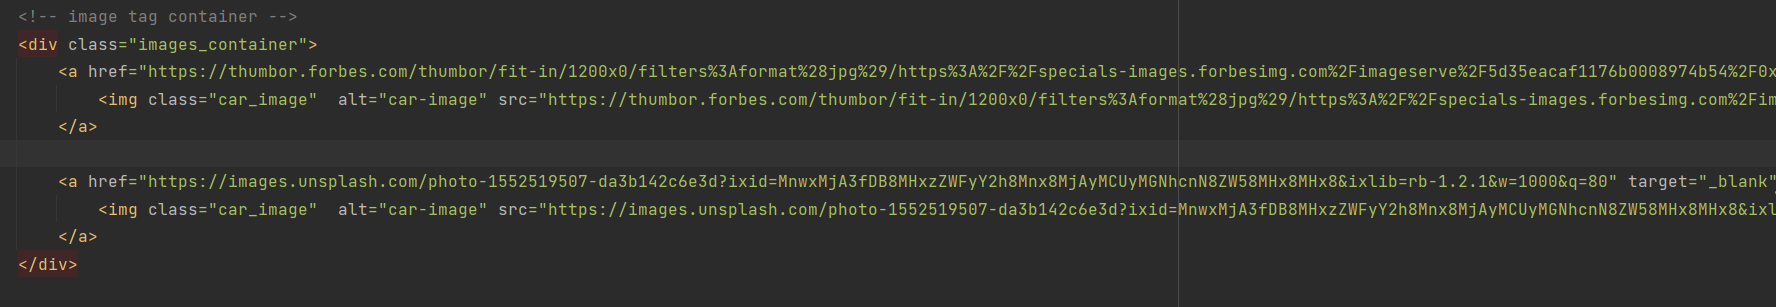 <!-- image tag container -->
<div class="images_container">
<a href="https://thumbor.forbes.com/thumbor/fit-in/1200x0/filters%3Aformat%28jpg%29/https%3A%2F%2Fspecials-images.forbesimg.com%2Fimageserve%2F5d35eacaf1176b0008974b54%2F0x
<img class="car_image"  alt="car-image" src="https://thumbor.forbes.com/thumbor/fit-in/1200x0/filters%3Aformat%28jpg%29/https%3A%2F%2Fspecials-images.forbesimg.com%2Fim
</a>
<a href="https://images.unsplash.com/photo-1552519507-da3b142c6e3d?ixid=MnwxMjA3fDB8MHxzZWFyY2h8Mnx8MjAyMCUyMGNhcnN8ZW58MHx8MHx8&ixlib=rb-1.2.1&w=1000&q=80" target="_blank"
<img class="car_image"  alt="car-image" src="https://images.unsplash.com/photo-1552519507-da3b142c6e3d?ixid=MnwxMjA3fDB8MHxzZWFyY2h8Mnx8MjAyMCUyMGNhcnN8ZW58MHx8MHx8&ixl
</a>
</div>